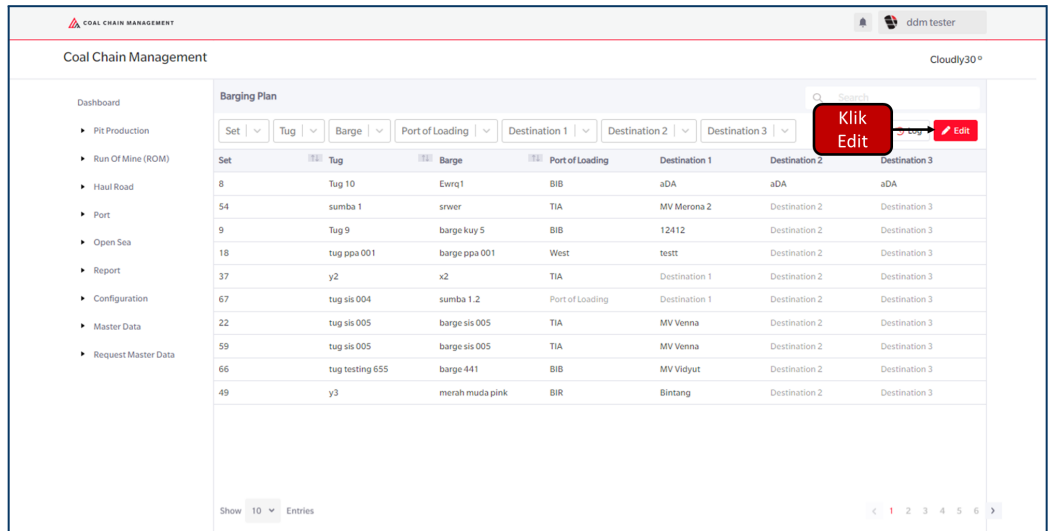 COAL CHAIN MANAGEMENT
ddm tester
Coal Chain Management
Cloudly30°
Dashboard
Pit Production
Run Of Mine (ROM)
Haul Road
Port
Open Sea
Report
Configuration
Master Data
Request Master Data
Barging Plan
Search
Set Tug Barge Port of Loading Destination 1 Destination 2 Destination 3
Klik
Edit
Log
Edit
Set Tug Barge Port of Loading Destination 1 Destination 2 Destination 3
8 Tug 10 Ewrq1 BIB aDA aDA aDA
54 sumba 1 srwer TIA MV Merona 2 Destination 2 Destination 3
9 Tug 9 barge kuy 5 BIB 12412 Destination 2 Destination 3
18 tug ppa 001 barge ppa 001 West testt Destination 2 Destination 3
37 y2 x2 TIA Destination 1 Destination 2 Destination 3
67 tug sis 004 sumba 1.2 Port of Loading Destination 1 Destination 2 Destination 3
22 tug sis 005 barge sis 005 TIA MV Venna Destination 2 Destination 3
59 tug sis 005 barge sis 005 TIA MV Venna Destination 2 Destination 3
66 tug testing 655 barge 441 BIB MV Vidyut Destination 2 Destination 3
49 y3 merah muda pink BIR Bintang Destination 2 Destination 3
Show 10 Entries
1 2 3 4 5 6